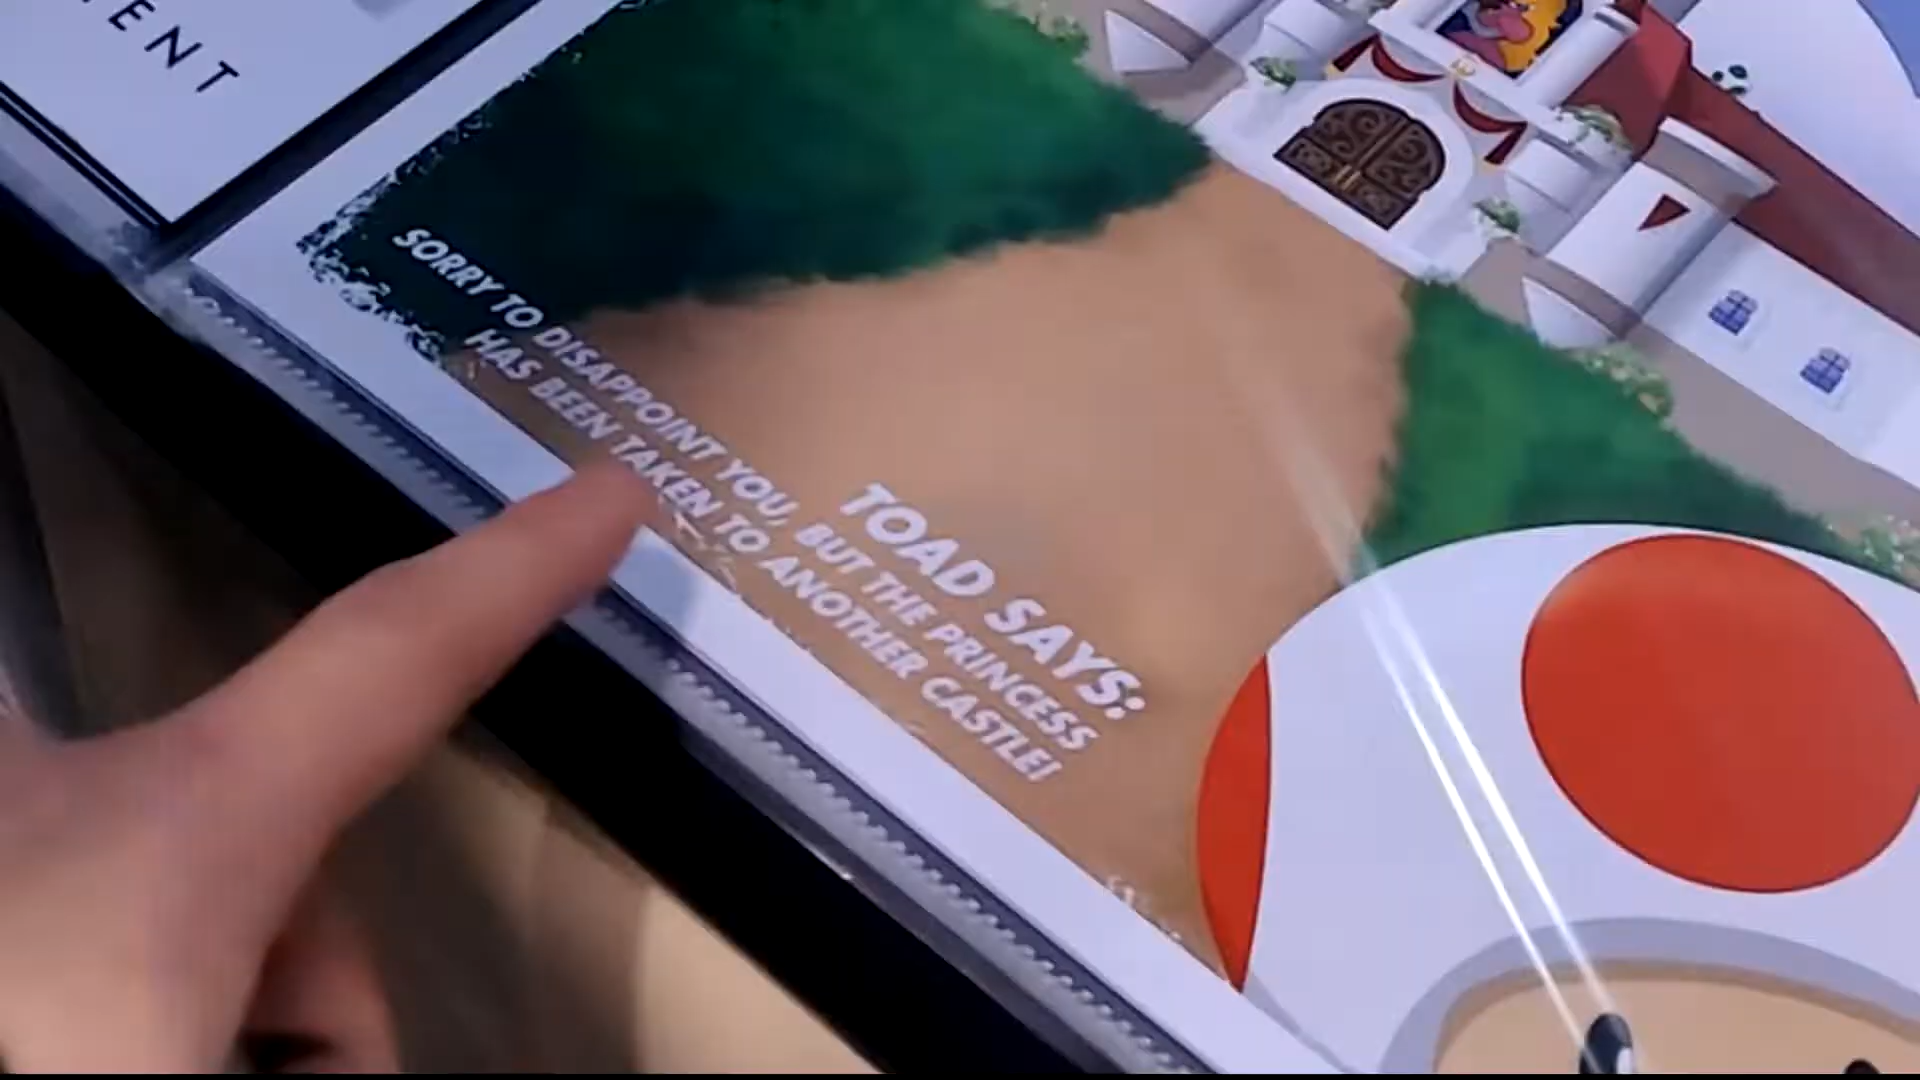 ENT
TOAD SAYS:
SORRY TO DISAPPOINT YOU, BUT THE PRINCESS
HAS BEEN TAKEN TO ANOTHER CASTLE!